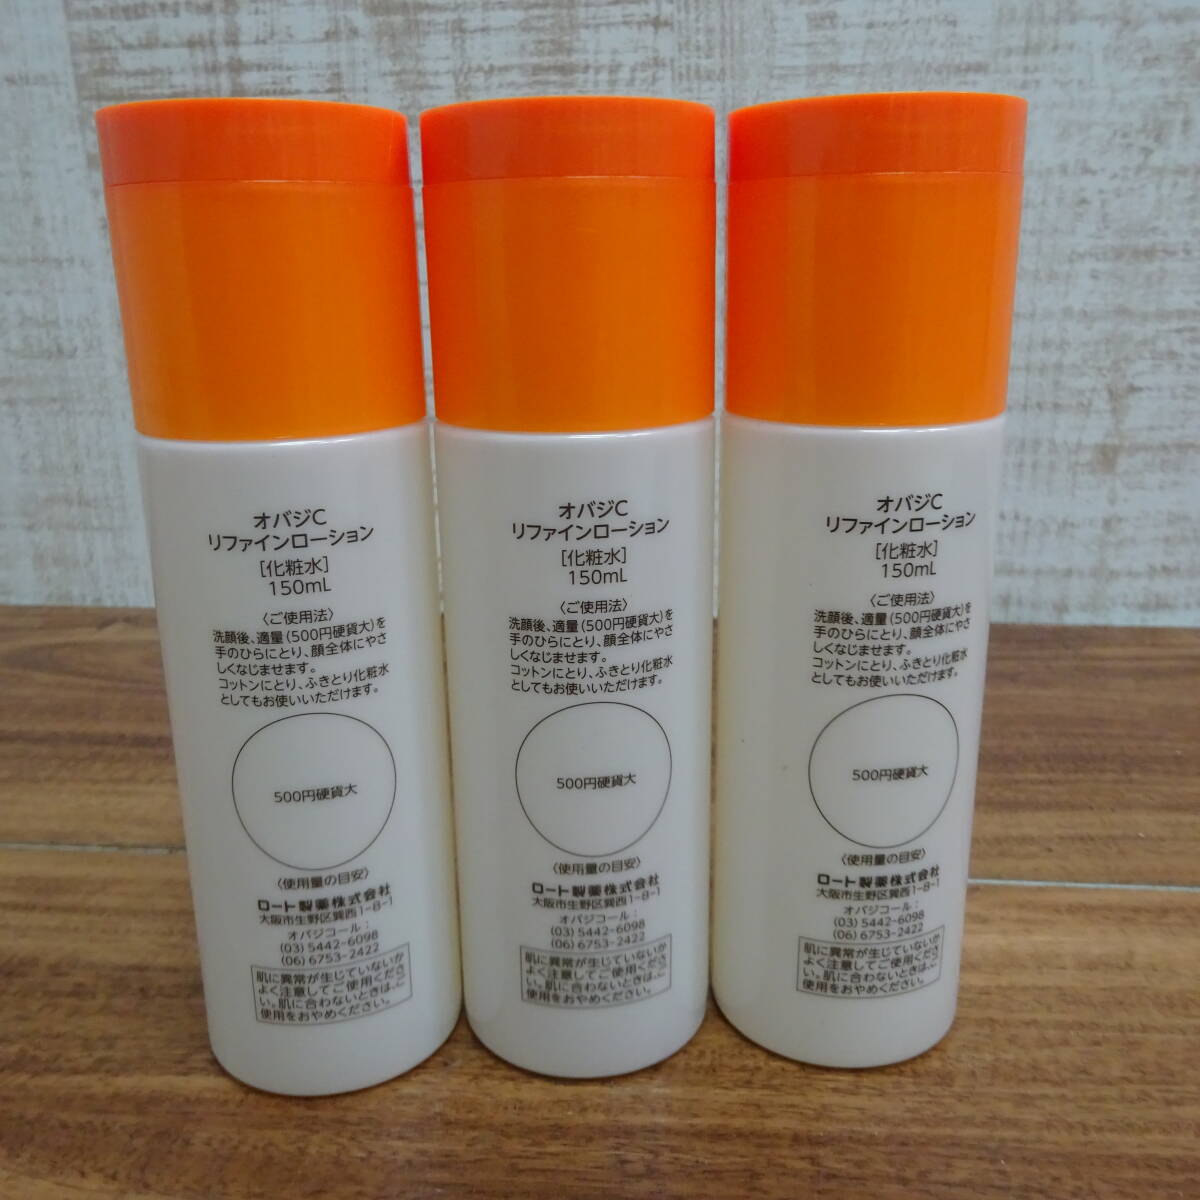 オバジC
リファインローション
[化粧水]
150mL
〈ご使用法〉
洗顔後、適量(500円硬貨大)を
手のひらにとり、顔全体にやさ
しくなじませます。
コットンにとり、ふきとり化粧水
としてもお使いいただけます。
500円硬貨大
〈使用量の目安〉
ロート製薬株式会社
大阪市生野区巽西1-8-1
オバジコール:
(03) 5442-6098
(06) 6753-2422
肌に異常が生じていないか
よく注意してご使用くださ
い。肌に合わないときは、ご
使用をおやめください。
オバジC
リファインローション
[化粧水]
150mL
〈ご使用法〉
洗顔後、適量(500円硬貨大)を
手のひらにとり、顔全体にやさ
しくなじませます。
コットンにとり、ふきとり化粧水
としてもお使いいただけます。
500円硬貨大
〈使用量の目安〉
ロート製薬株式会社
大阪市生野区巽西1-8-1
オバジコール:
(03) 5442-6098
(06) 6753-2422
肌に異常が生じていないか
よく注意してご使用くださ
い。肌に合わないときは、ご
使用をおやめください。
オバジC
リファインローション
[化粧水]
150mL
〈ご使用法〉
洗顔後、適量(500円硬貨大)を
手のひらにとり、顔全体にやさ
しくなじませます。
コットンにとり、ふきとり化粧水
としてもお使いいただけます。
500円硬貨大
〈使用量の目安〉
ロート製薬株式会社
大阪市生野区巽西1-8-1
オバジコール:
(03) 5442-6098
(06) 6753-2422
肌に異常が生じていないか
よく注意してご使用くださ
い。肌に合わないときは、ご
使用をおやめください。